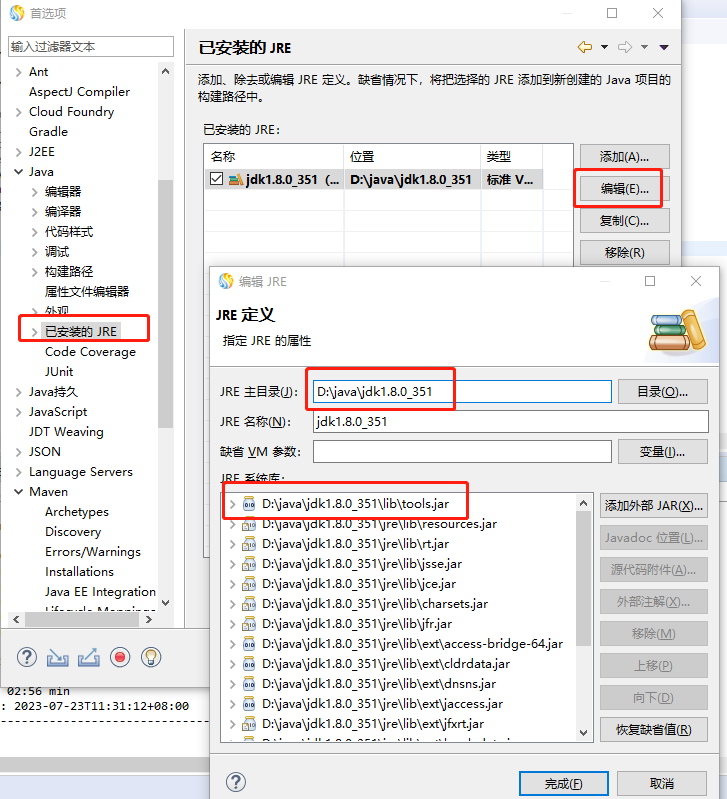 首选项
输入过滤器文本
Ant
AspectJ Compiler
Cloud Foundry
Gradle
J2EE
Java
编辑器
编译器
代码样式
调试
构建路径
属性文件编辑器
外观
已安装的 JRE
Code Coverage
JUnit
Java持久
JavaScript
JDT Weaving
JSON
Language Servers
Maven
Archetypes
Discovery
Errors/Warnings
Installations
Java EE Integration
Lifecycle Mappings
已安装的 JRE
添加、除去或编辑 JRE 定义。缺省情况下，将把选择的 JRE 添加到新创建的 Java 项目的
构建路径中。
已安装的 JRE：
名称 位置 类型
jdk1.8.0_351 (... D:\java\jdk1.8.0_351 标准 V...
添加(A)...
编辑(E)...
复制(C)...
移除(R)
编辑 JRE
JRE 定义
指定 JRE 的属性
JRE 主目录(J)： D:\java\jdk1.8.0_351 目录(O)...
JRE 名称(N)： jdk1.8.0_351
缺省 VM 参数： 变量(I)...
JRE 系统库：
D:\java\jdk1.8.0_351\lib\tools.jar
D:\java\jdk1.8.0_351\jre\lib\resources.jar
D:\java\jdk1.8.0_351\jre\lib\rt.jar
D:\java\jdk1.8.0_351\jre\lib\jsse.jar
D:\java\jdk1.8.0_351\jre\lib\jce.jar
D:\java\jdk1.8.0_351\jre\lib\charsets.jar
D:\java\jdk1.8.0_351\jre\lib\jfr.jar
D:\java\jdk1.8.0_351\jre\lib\ext\access-bridge-64.jar
D:\java\jdk1.8.0_351\jre\lib\ext\cldrdata.jar
D:\java\jdk1.8.0_351\jre\lib\ext\dnsns.jar
D:\java\jdk1.8.0_351\jre\lib\ext\jaccess.jar
D:\java\jdk1.8.0_351\jre\lib\ext\jfxrt.jar
添加外部 JAR(X)...
Javadoc 位置(L)...
源代码附件(A)...
外部注解(X)...
移除(M)
上移(P)
向下(D)
恢复缺省值(R)
02:56 min
: 2023-07-23T11:31:12+08:00
完成(F)
取消